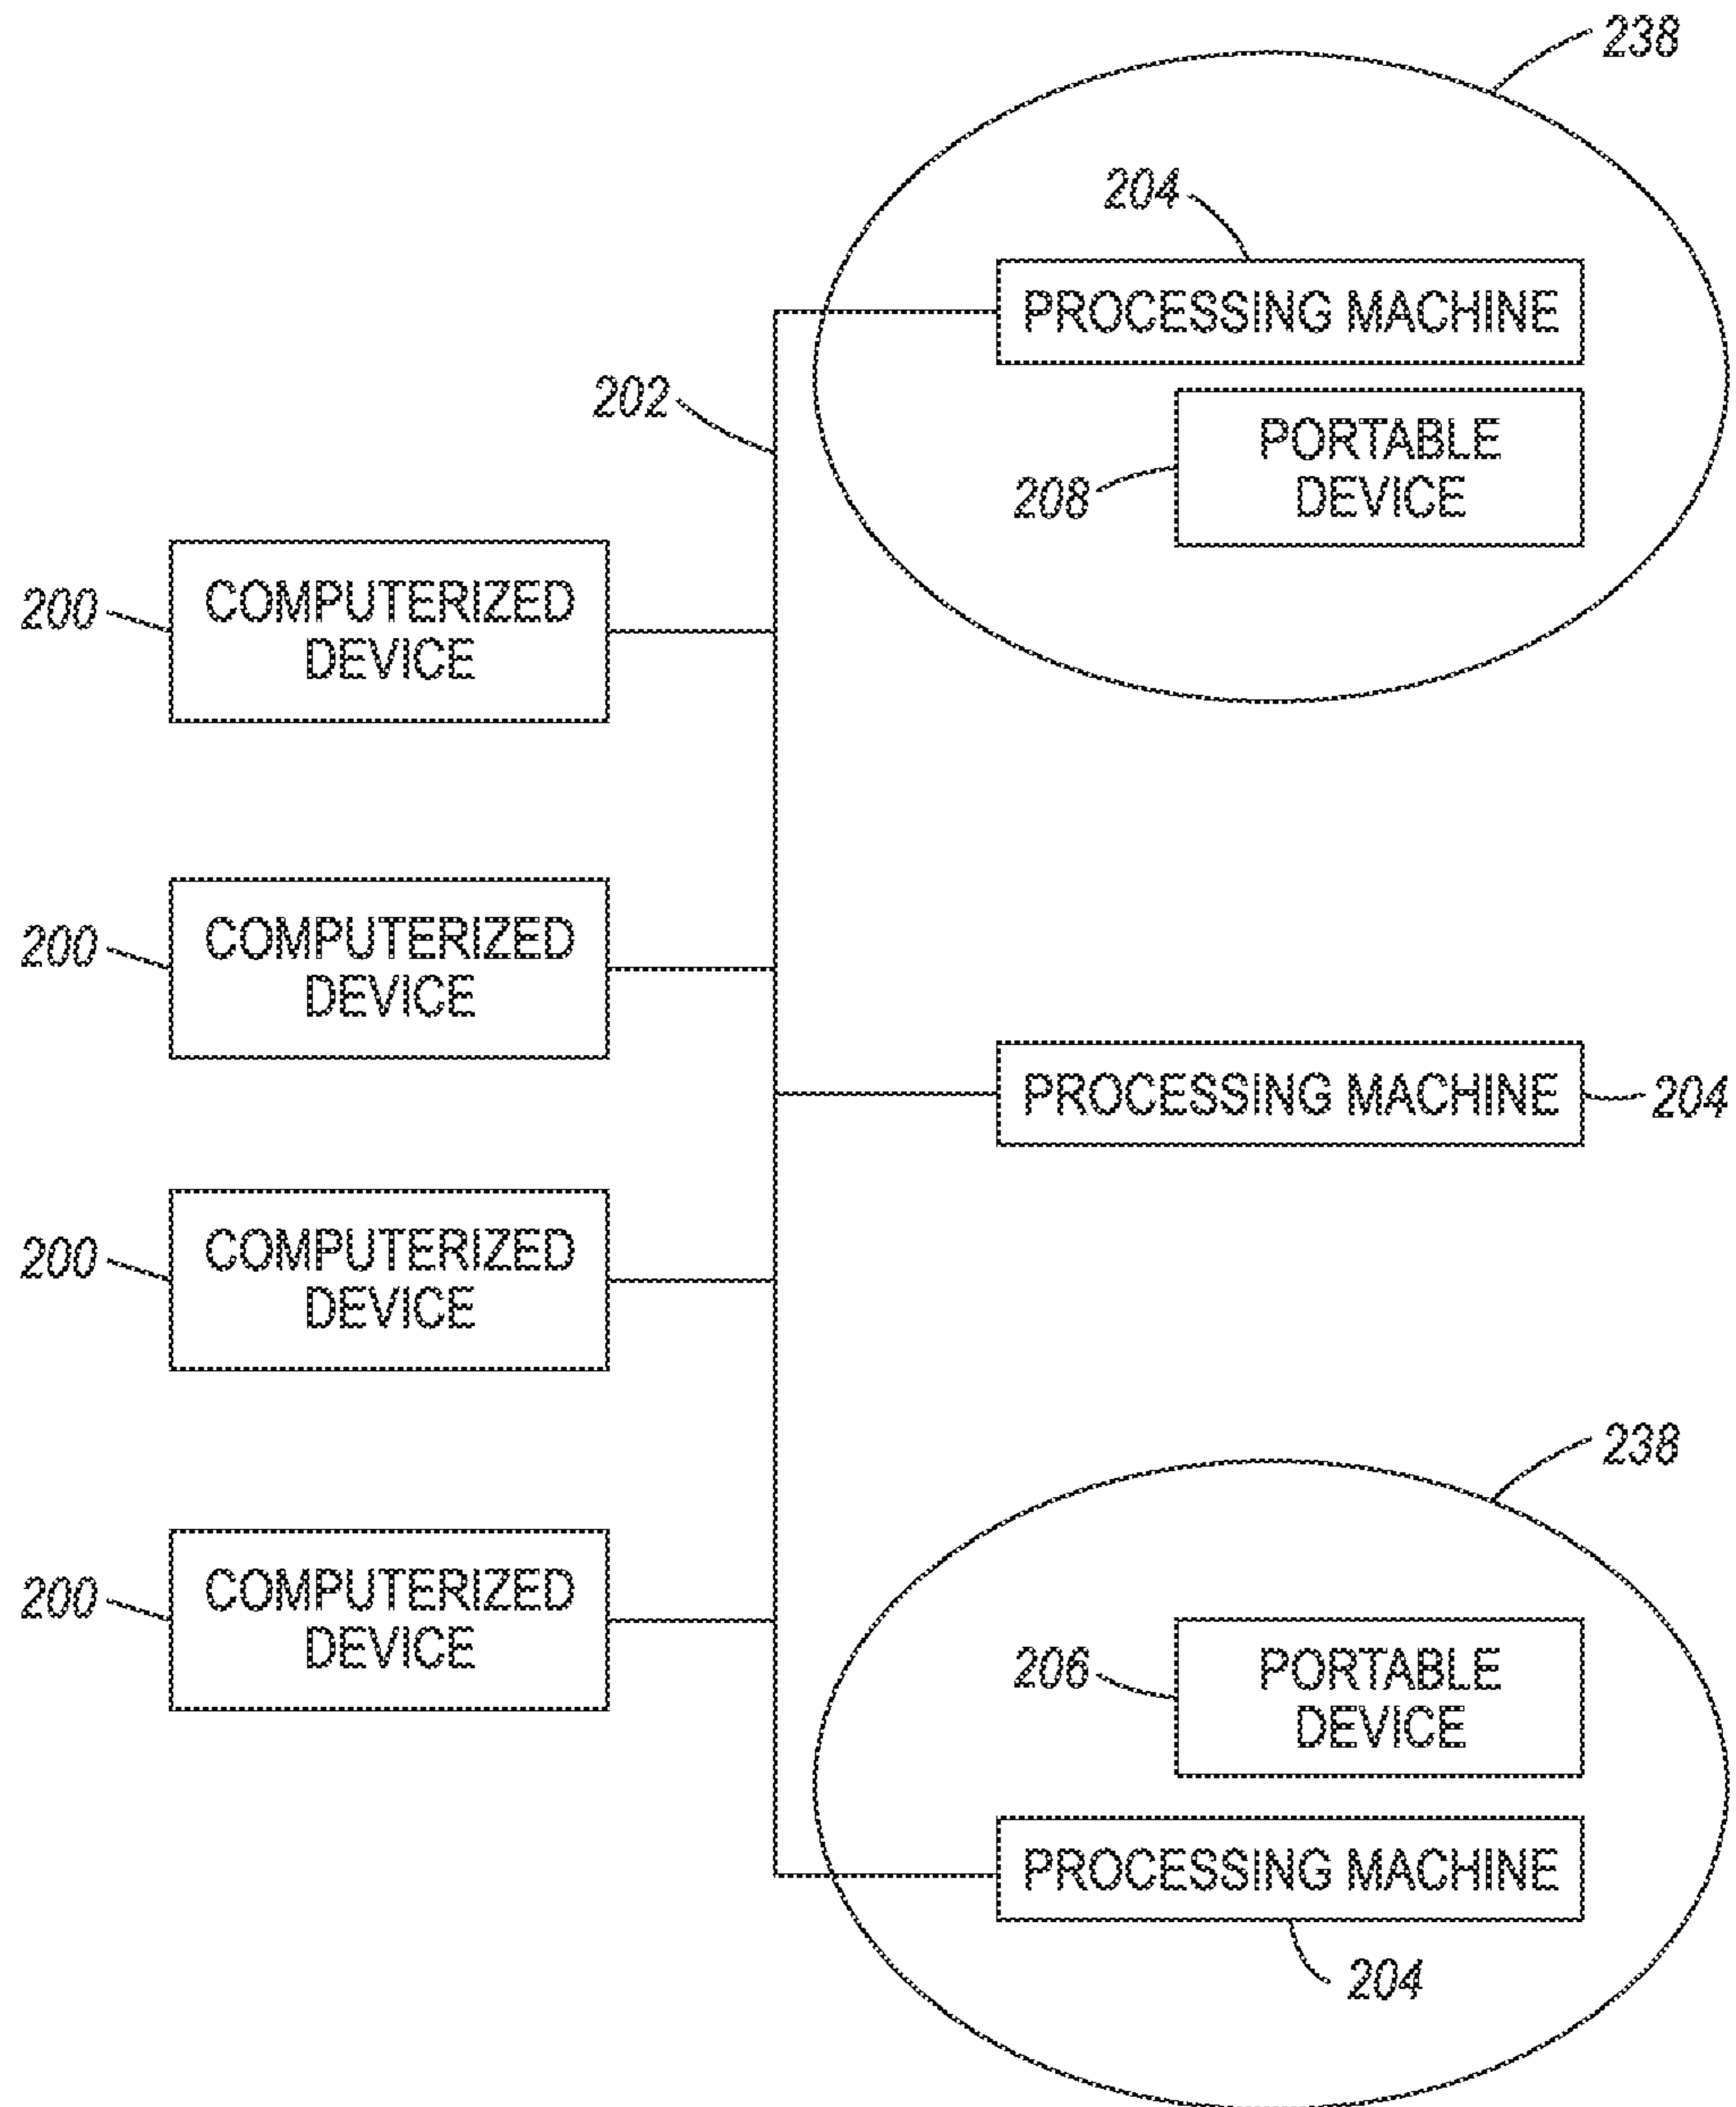 238
204
PROCESSING MACHINE
202
PORTABLE
DEVICE
208
200
COMPUTERIZED
DEVICE
200
COMPUTERIZED
DEVICE
PROCESSING MACHINE
204
200
COMPUTERIZED
DEVICE
238
200
COMPUTERIZED
DEVICE
206
PORTABLE
DEVICE
PROCESSING MACHINE
204